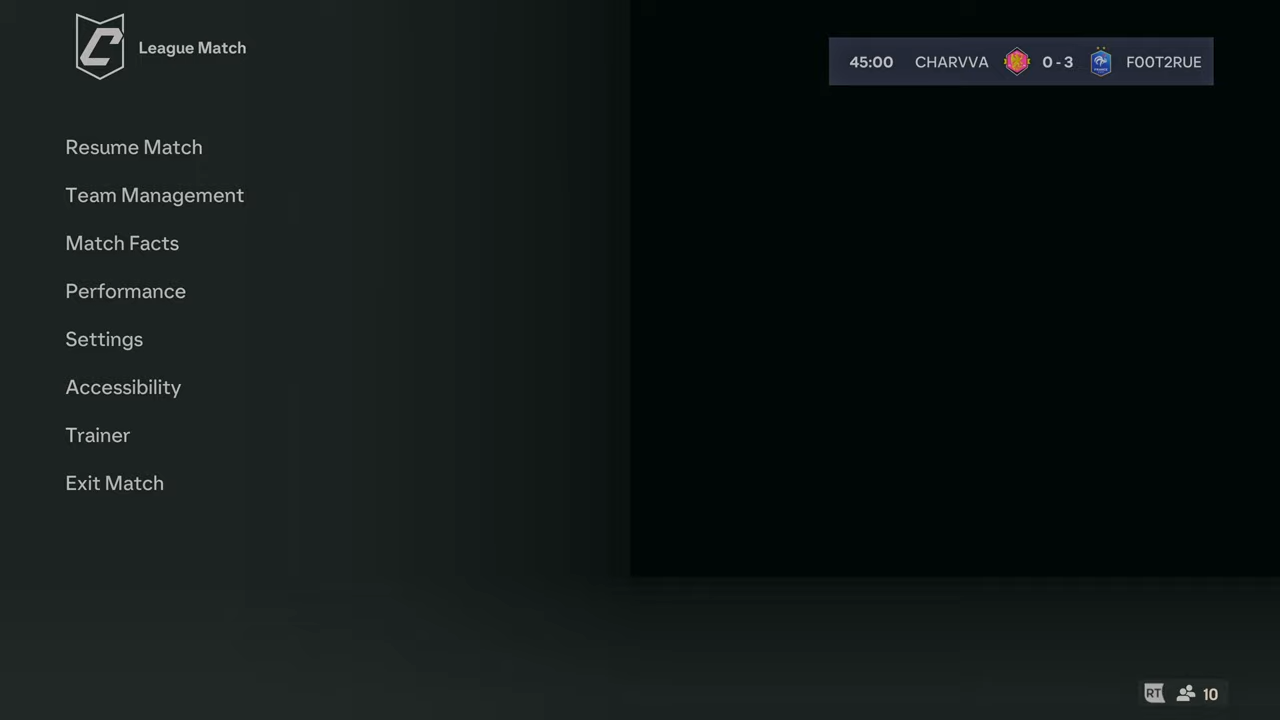 League Match
45:00 CHARVVA 0 - 3 F00T2RUE
Resume Match
Team Management
Match Facts
Performance
Settings
Accessibility
Trainer
Exit Match
RT 10